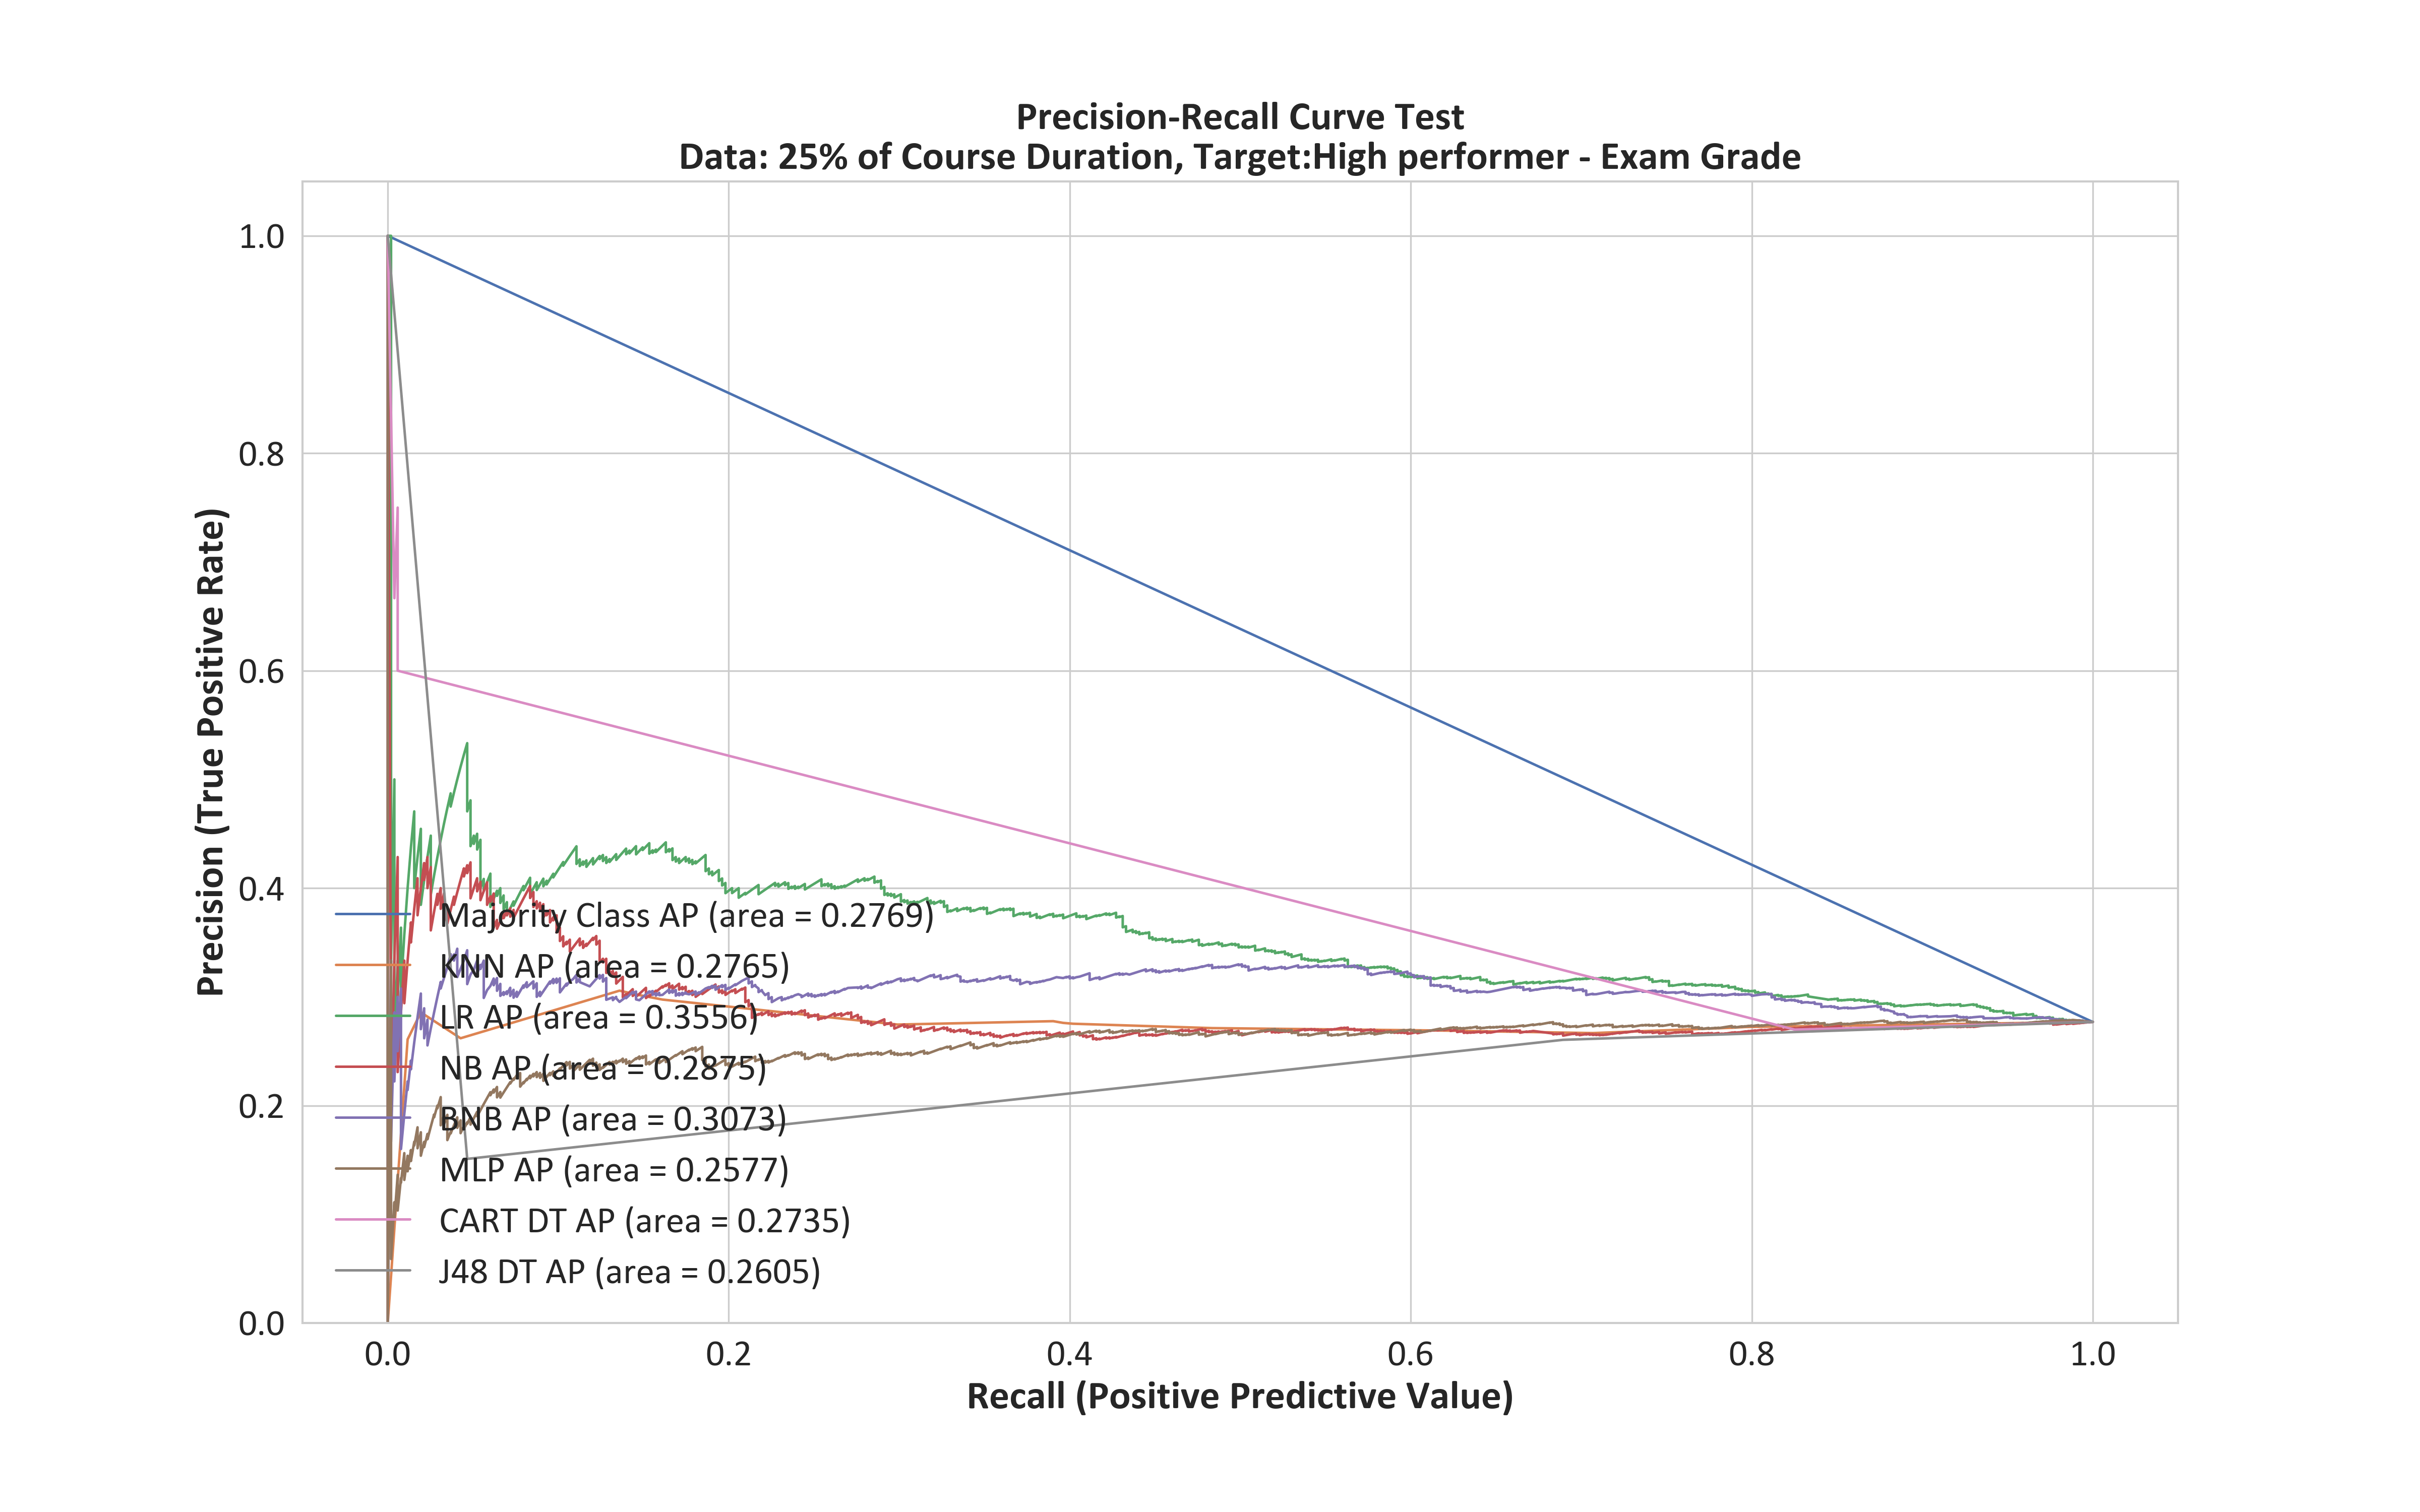 Precision-Recall Curve Test
Data: 25% of Course Duration, Target:High performer - Exam Grade
Precision (True Positive Rate)
1.0
0.8
0.6
0.4
0.2
0.0
Majority Class AP (area = 0.2769)
KNN AP (area = 0.2765)
LR AP (area = 0.3556)
NB AP (area = 0.2875)
BNB AP (area = 0.3073)
MLP AP (area = 0.2577)
CART DT AP (area = 0.2735)
J48 DT AP (area = 0.2605)
0.0 0.2 0.4 0.6 0.8 1.0
Recall (Positive Predictive Value)